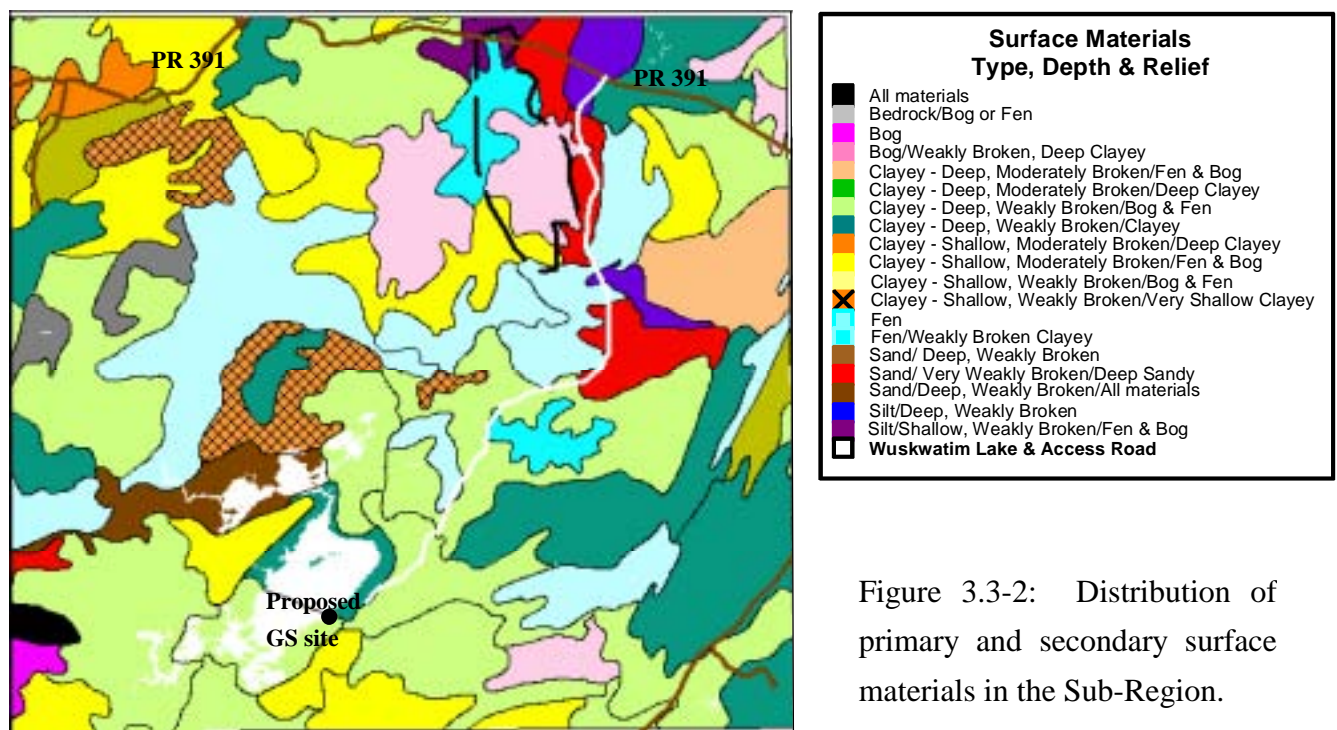 PR 391
PR 391
Proposed
GS site
Surface Materials
Type, Depth & Relief
All materials
Bedrock/Bog or Fen
Bog
Bog/Weakly Broken, Deep Clayey
Clayey - Deep, Moderately Broken/Fen & Bog
Clayey - Deep, Moderately Broken/Deep Clayey
Clayey - Deep, Weakly Broken/Bog & Fen
Clayey - Deep, Weakly Broken/Clayey
Clayey - Shallow, Moderately Broken/Deep Clayey
Clayey - Shallow, Moderately Broken/Fen & Bog
Clayey - Shallow, Weakly Broken/Bog & Fen
Clayey - Shallow, Weakly Broken/Very Shallow Clayey
Fen
Fen/Weakly Broken Clayey
Sand/ Deep, Weakly Broken
Sand/ Very Weakly Broken/Deep Sandy
Sand/Deep, Weakly Broken/All materials
Silt/Deep, Weakly Broken
Silt/Shallow, Weakly Broken/Fen & Bog
Wuskwatim Lake & Access Road
Figure 3.3-2: Distribution of
primary and secondary surface
materials in the Sub-Region.